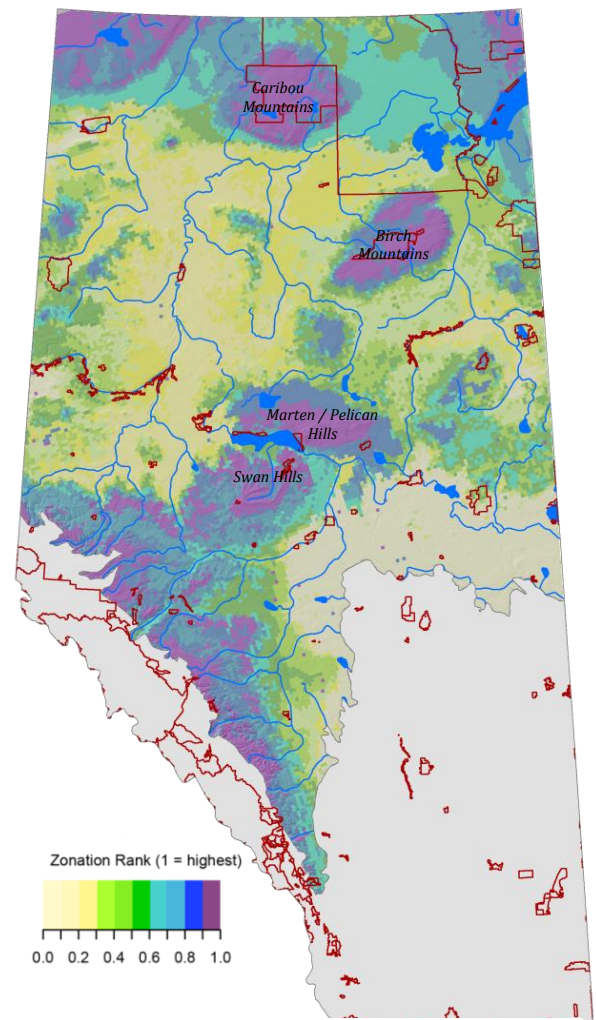 Caribou
Mountains
Birch
Mountains
Marten / Pelican
Hills
Swan Hills
Zonation Rank (1 = highest)
0.0 0.2 0.4 0.6 0.8 1.0